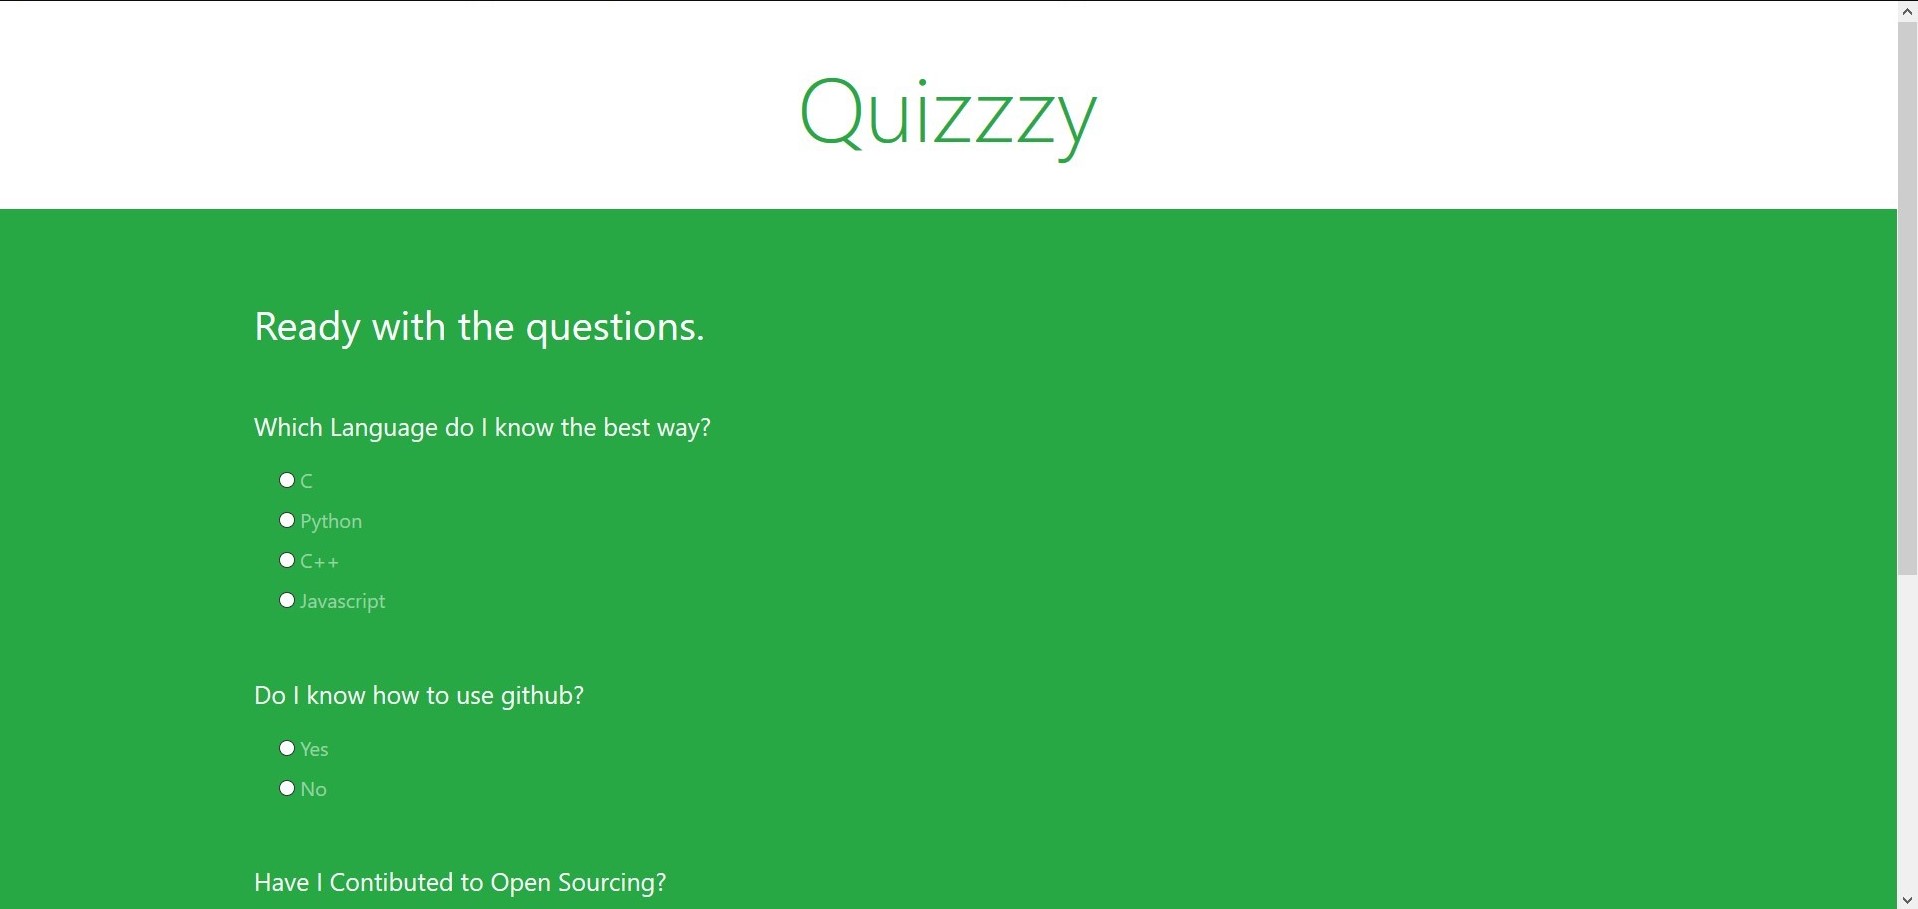 Quizzzy
Ready with the questions.
Which Language do I know the best way?
C
Python
C++
Javascript
Do I know how to use github?
Yes
No
Have I Contibuted to Open Sourcing?